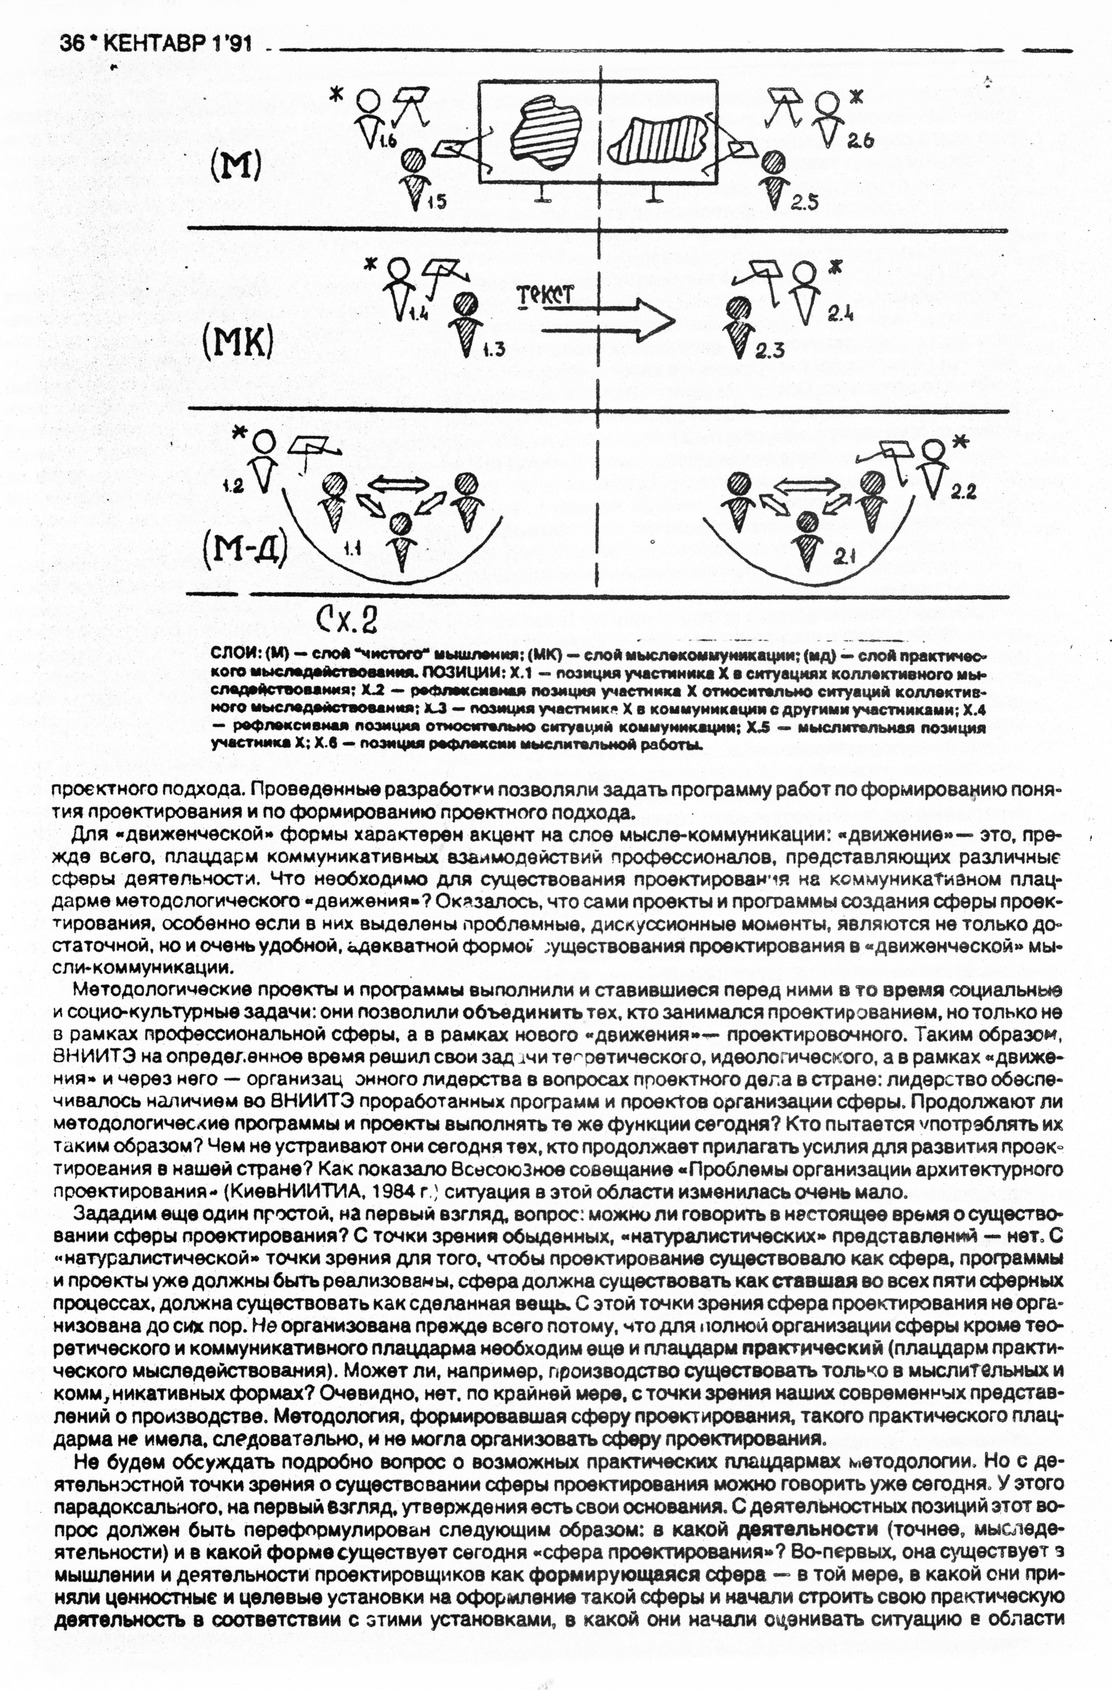 36 * КЕНТАВР 1'91
* 1.6 2.6 *
(М)
1.5 2.5
* 1.4 текст 2.4 *
(МК)
1.3 2.3
* 1.2 2.2 *
(М-Д) 1.1 2.1
Сх.2
СЛОИ: (М) — слой "чистого" мышления; (МК) — слой мыслекоммуникации; (мд) — слой практичес-
кого мыследействования. ПОЗИЦИИ: Х.1 — позиция участника Х в ситуациях коллективного мы-
следействования; Х.2 — рефлексивная позиция участника Х относительно ситуаций коллектив-
ного мыследействования; Х.3 — позиция участника Х в коммуникации с другими участниками; Х.4
— рефлексивная позиция относительно ситуаций коммуникации; Х.5 — мыслительная позиция
участника Х; Х.6 — позиция рефлексии мыслительной работы.
проектного подхода. Проведенные разработки позволяли задать программу работ по формированию поня-
тия проектирования и по формированию проектного подхода.
Для «движенческой» формы характерен акцент на слое мысле-коммуникации: «движение»— это, пре-
жде всего, плацдарм коммуникативных взаимодействий профессионалов, представляющих различные
сферы деятельности. Что необходимо для существования проектирования на коммуникативном плац-
дарме методологического «движения»? Оказалось, что сами проекты и программы создания сферы проек-
тирования, особенно если в них выделены проблемные, дискуссионные моменты, являются не только до-
статочной, но и очень удобной, адекватной формой существования проектирования в «движенческой» мы-
сли-коммуникации.
Методологические проекты и программы выполнили и ставившиеся перед ними в то время социальные
и социо-культурные задачи: они позволили объединить тех, кто занимался проектированием, но только не
в рамках профессиональной сферы, а в рамках нового «движения»— проектировочного. Таким образом,
ВНИИТЭ на определенное время решил свои задачи теоретического, идеологического, а в рамках «движе-
ния» и через него — организационного лидерства в вопросах проектного дела в стране: лидерство обеспе-
чивалось наличием во ВНИИТЭ проработанных программ и проектов организации сферы. Продолжают ли
методологические программы и проекты выполнять те же функции сегодня? Кто пытается употреблять их
таким образом? Чем не устраивают они сегодня тех, кто продолжает прилагать усилия для развития проек-
тирования в нашей стране? Как показало Всесоюзное совещание «Проблемы организации архитектурного
проектирования» (КиевНИИТИА, 1984 г.) ситуация в этой области изменилась очень мало.
Зададим еще один простой, на первый взгляд, вопрос: можно ли говорить в настоящее время о существо-
вании сферы проектирования? С точки зрения обыденных, «натуралистических» представлений — нет. С
«натуралистической» точки зрения для того, чтобы проектирование существовало как сфера, программы
и проекты уже должны быть реализованы, сфера должна существовать как ставшая во всех пяти сферных
процессах, должна существовать как сделанная вещь. С этой точки зрения сфера проектирования не орга-
низована до сих пор. Не организована прежде всего потому, что для полной организации сферы кроме тео-
ретического и коммуникативного плацдарма необходим еще и плацдарм практический (плацдарм практи-
ческого мыследействования). Может ли, например, производство существовать только в мыслительных и
коммуникативных формах? Очевидно, нет, по крайней мере, с точки зрения наших современных представ-
лений о производстве. Методология, формировавшая сферу проектирования, такого практического плац-
дарма не имела, следовательно, и не могла организовать сферу проектирования.
Не будем обсуждать подробно вопрос о возможных практических плацдармах методологии. Но с де-
ятельностной точки зрения о существовании сферы проектирования можно говорить уже сегодня. У этого
парадоксального, на первый взгляд, утверждения есть свои основания. С деятельностных позиций этот во-
прос должен быть переформулирован следующим образом: в какой деятельности (точнее, мыследе-
ятельности) и в какой форме существует сегодня «сфера проектирования»? Во-первых, она существует в
мышлении и деятельности проектировщиков как формирующаяся сфера — в той мере, в какой они при-
няли ценностные и целевые установки на оформление такой сферы и начали строить свою практическую
деятельность в соответствии с этими установками, в какой они начали оценивать ситуацию в области